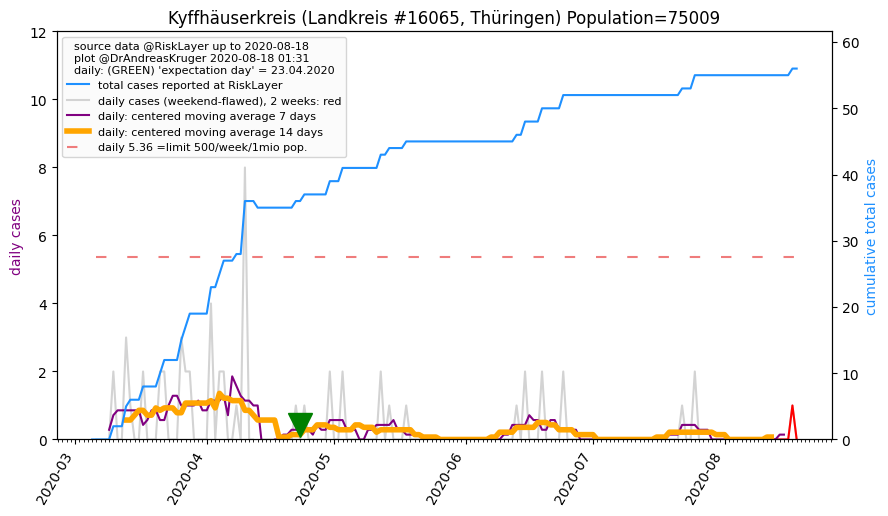 Kyffhäuserkreis (Landkreis #16065, Thüringen) Population=75009
source data @RiskLayer up to 2020-08-18
plot @DrAndreasKruger 2020-08-18 01:31
daily: (GREEN) 'expectation day' = 23.04.2020
total cases reported at RiskLayer
daily cases (weekend-flawed), 2 weeks: red
daily: centered moving average 7 days
daily: centered moving average 14 days
daily 5.36 =limit 500/week/1mio pop.
daily cases
12
10
8
6
4
2
0
60
50
40
30
20
10
0
cumulative total cases
2020-03
2020-04
2020-05
2020-06
2020-07
2020-08